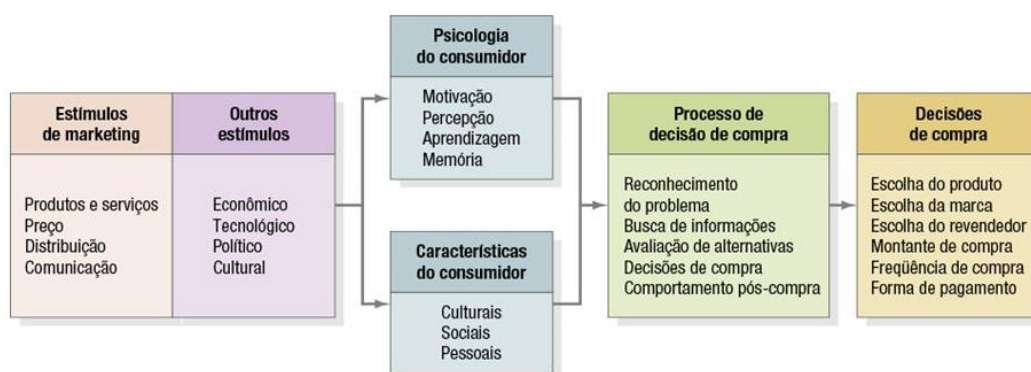 Estímulos
de marketing
Produtos e serviços
Preço
Distribuição
Comunicação
Outros
estímulos
Econômico
Tecnológico
Político
Cultural
Psicologia
do consumidor
Motivação
Percepção
Aprendizagem
Memória
Características
do consumidor
Culturais
Sociais
Pessoais
Processo de
decisão de compra
Reconhecimento
do problema
Busca de informações
Avaliação de alternativas
Decisões de compra
Comportamento pós-compra
Decisões
de compra
Escolha do produto
Escolha da marca
Escolha do revendedor
Montante de compra
Freqüência de compra
Forma de pagamento